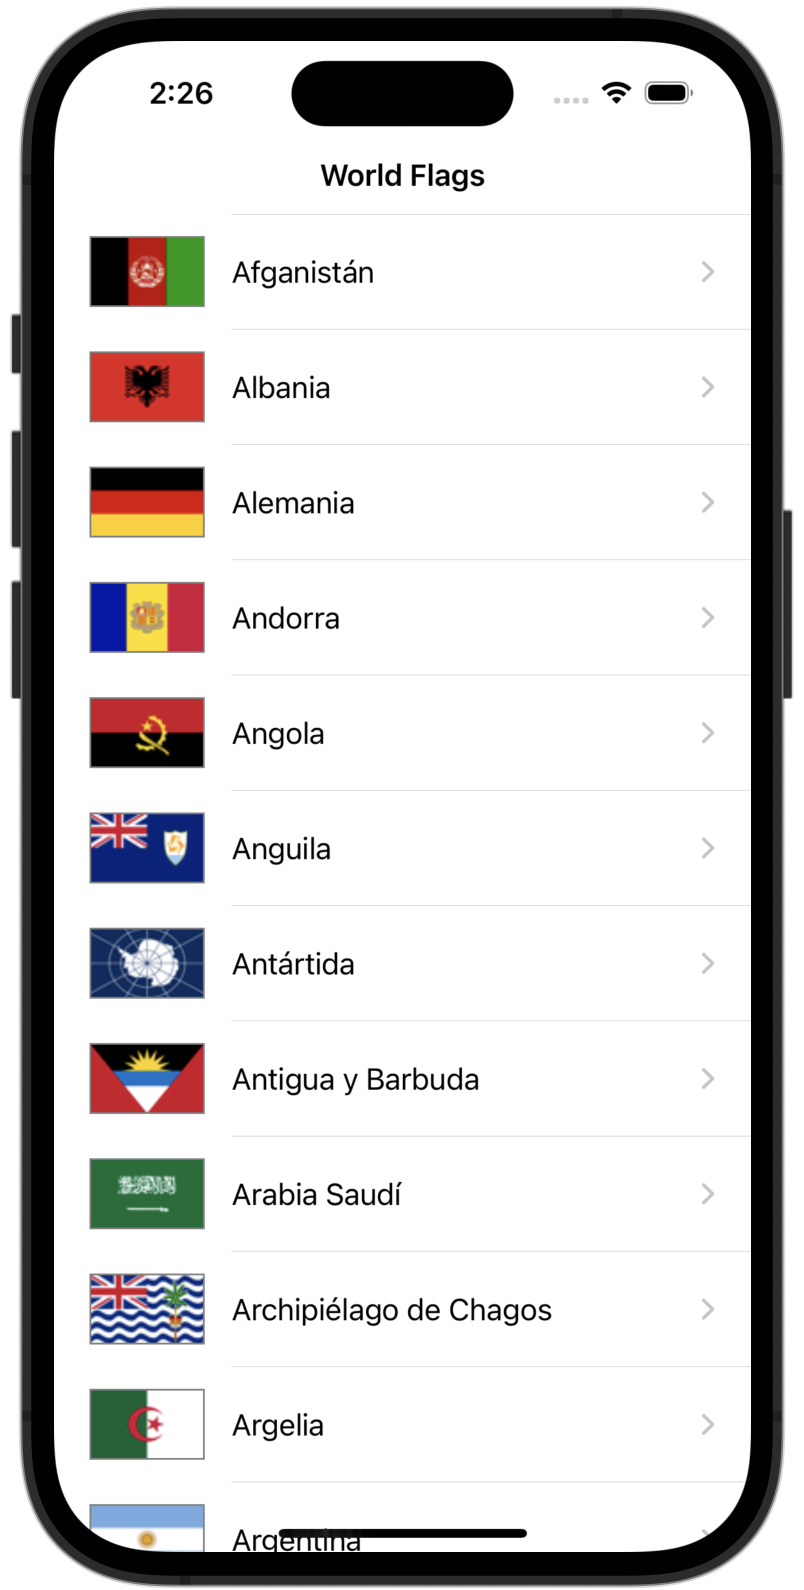 2:26
World Flags
Afganistán
Albania
Alemania
Andorra
Angola
Anguila
Antártida
Antigua y Barbuda
Arabia Saudí
Archipiélago de Chagos
Argelia
Argentina